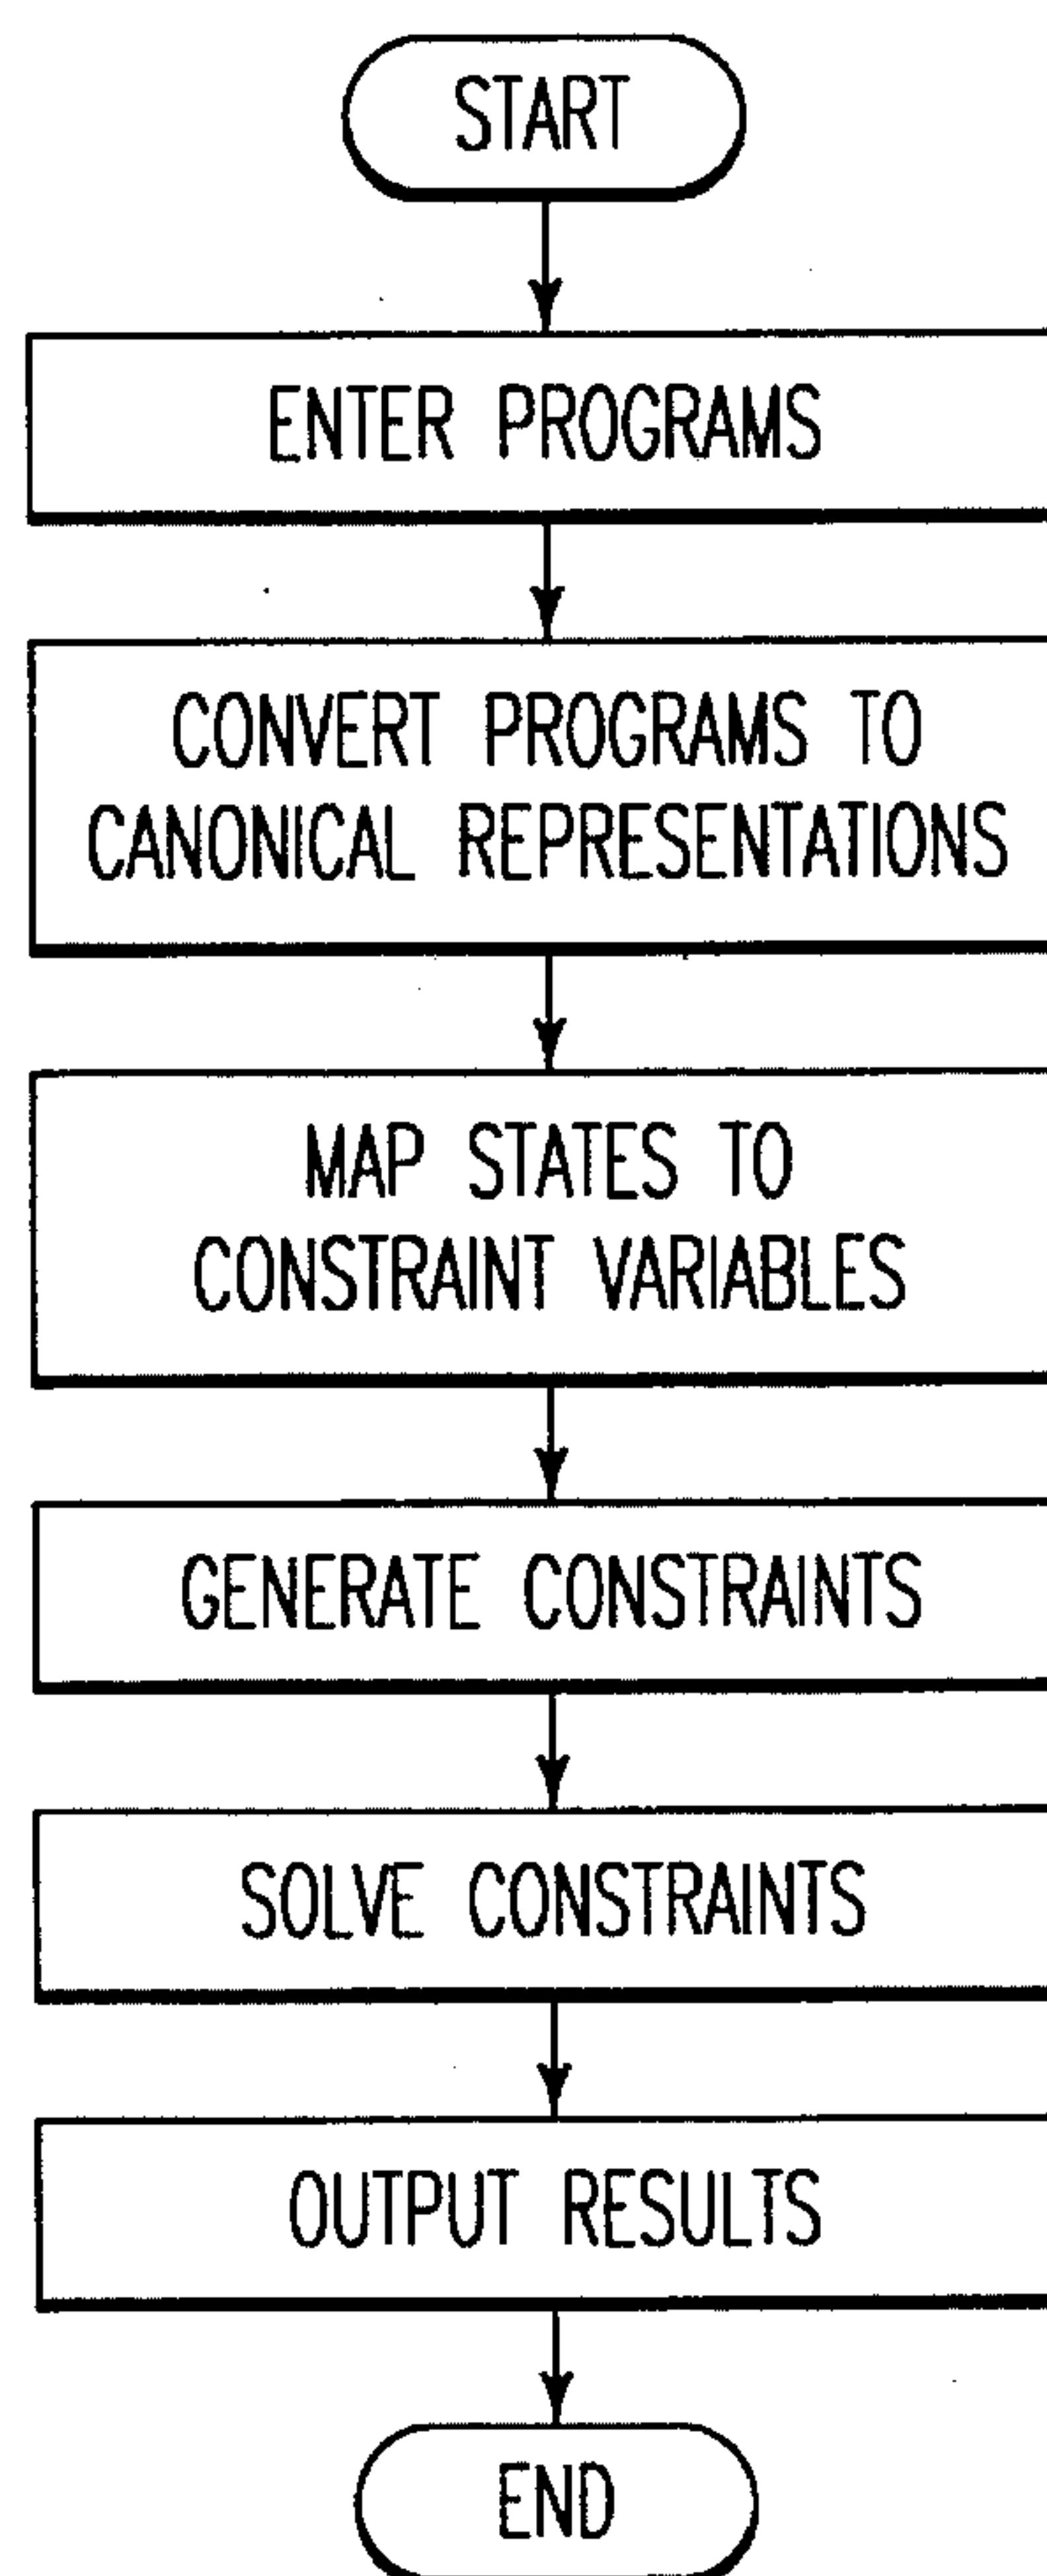 START
ENTER PROGRAMS
CONVERT PROGRAMS TO
CANONICAL REPRESENTATIONS
MAP STATES TO
CONSTRAINT VARIABLES
GENERATE CONSTRAINTS
SOLVE CONSTRAINTS
OUTPUT RESULTS
END